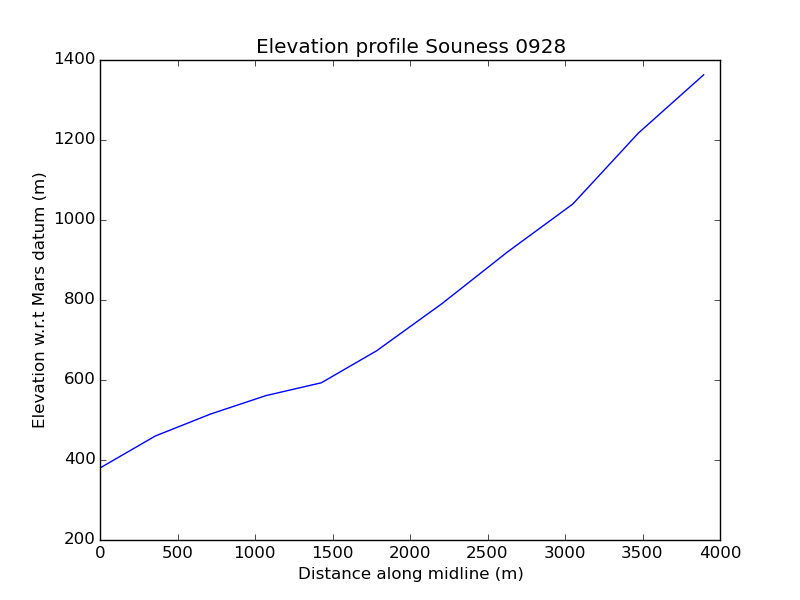 Elevation profile Souness 0928
1400
1200
1000
800
600
400
200
Elevation w.r.t Mars datum (m)
0 500 1000 1500 2000 2500 3000 3500 4000
Distance along midline (m)